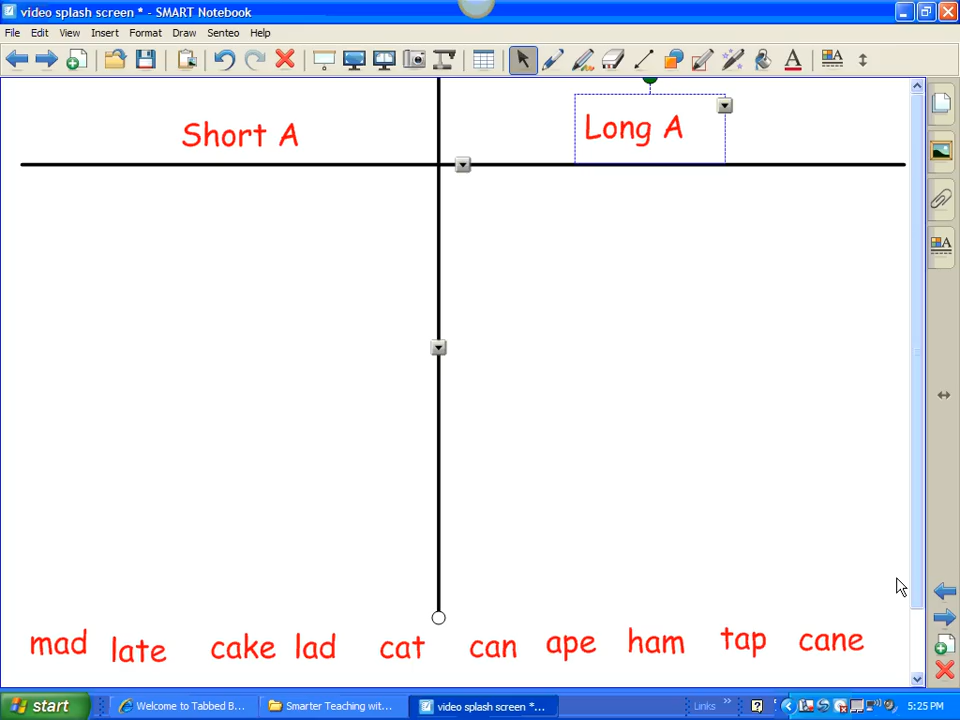 video splash screen * - SMART Notebook
File Edit View Insert Format Draw Senteo Help
Short A Long A
mad late cake lad cat can ape ham tap cane
start Welcome to Tabbed B... Smarter Teaching wit... video splash screen *... Links » 5:25 PM